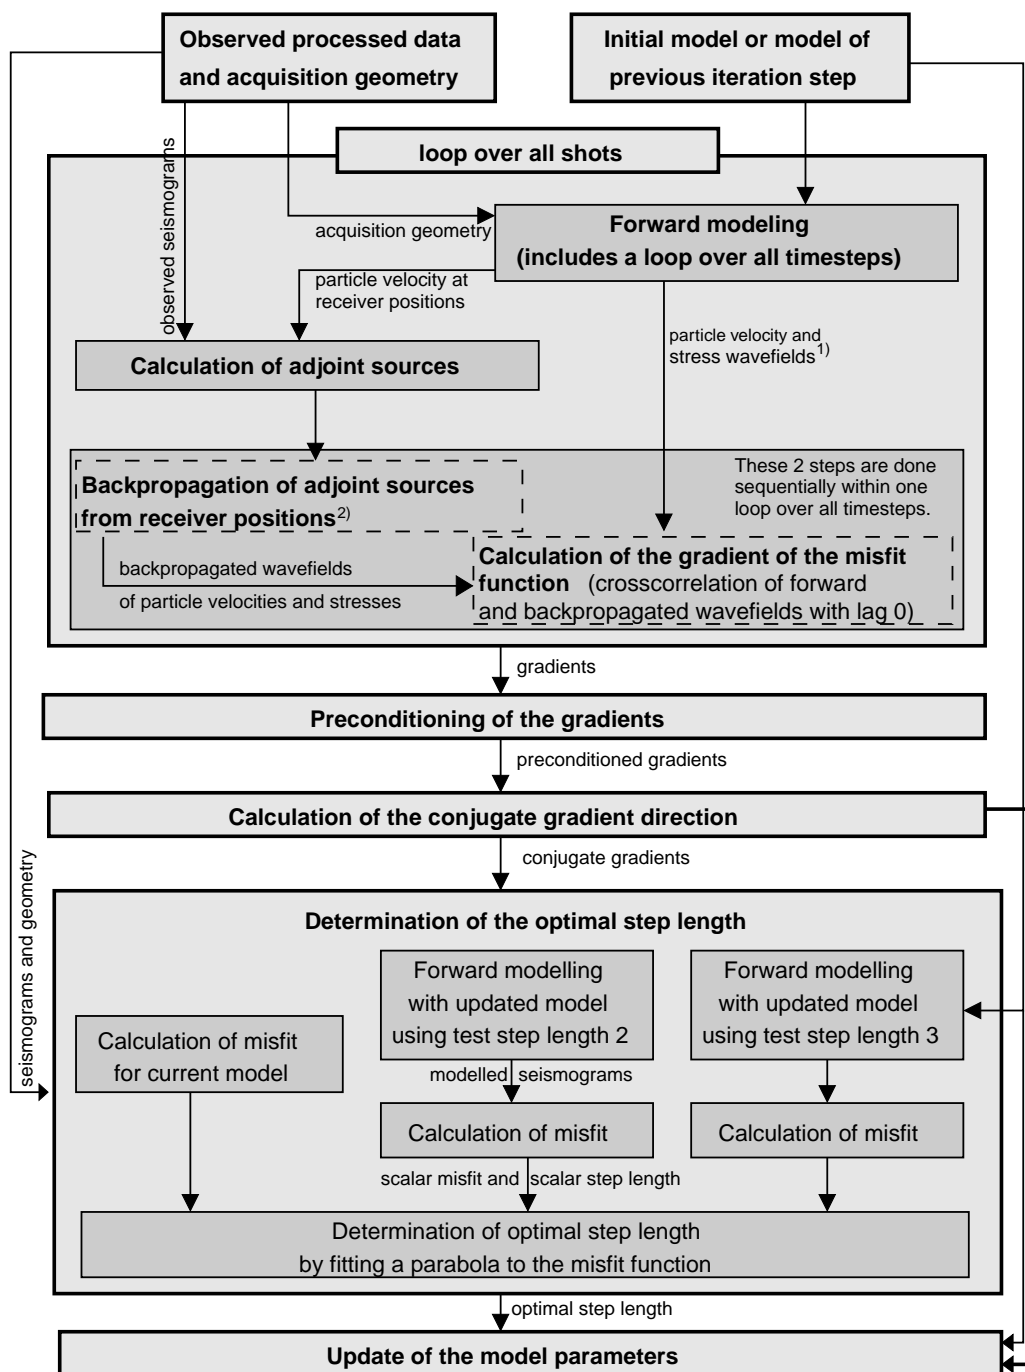 Observed processed data
and acquisition geometry
Initial model or model of
previous iteration step
loop over all shots
observed seismograms
acquisition geometry
Forward modeling
(includes a loop over all timesteps)
particle velocity at
receiver positions
particle velocity and
stress wavefields1)
Calculation of adjoint sources
These 2 steps are done
sequentially within one
loop over all timesteps.
Backpropagation of adjoint sources
from receiver positions2)
backpropagated wavefields
of particle velocities and stresses
Calculation of the gradient of the misfit
function (crosscorrelation of forward
and backpropagated wavefields with lag 0)
gradients
Preconditioning of the gradients
preconditioned gradients
Calculation of the conjugate gradient direction
conjugate gradients
seismograms and geometry
Determination of the optimal step length
Calculation of misfit
for current model
Forward modelling
with updated model
using test step length 2
Forward modelling
with updated model
using test step length 3
modelled seismograms
Calculation of misfit
Calculation of misfit
scalar misfit and scalar step length
Determination of optimal step length
by fitting a parabola to the misfit function
optimal step length
Update of the model parameters